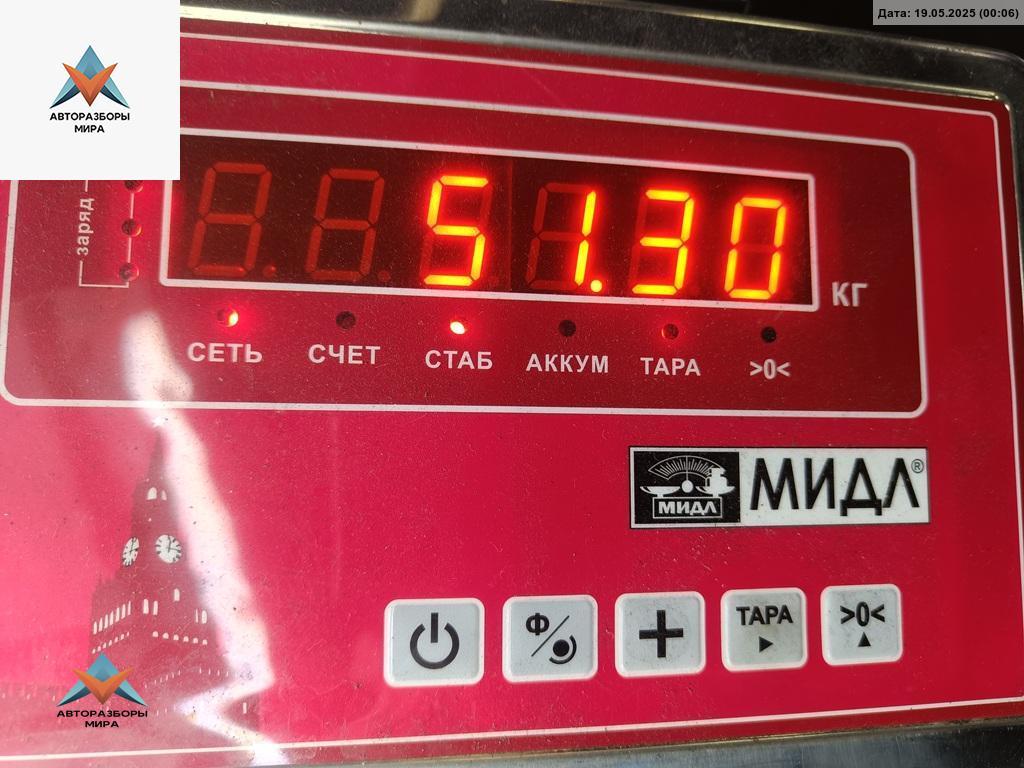 Дата: 19.05.2025 (00:06)
АВТОРАЗБОРЫ
МИРА
заряд
51.30
КГ
СЕТЬ СЧЕТ СТАБ АККУМ ТАРА >0<
МИДЛ МИДЛ®
Ф ТАРА >0<
АВТОРАЗБОРЫ
МИРА